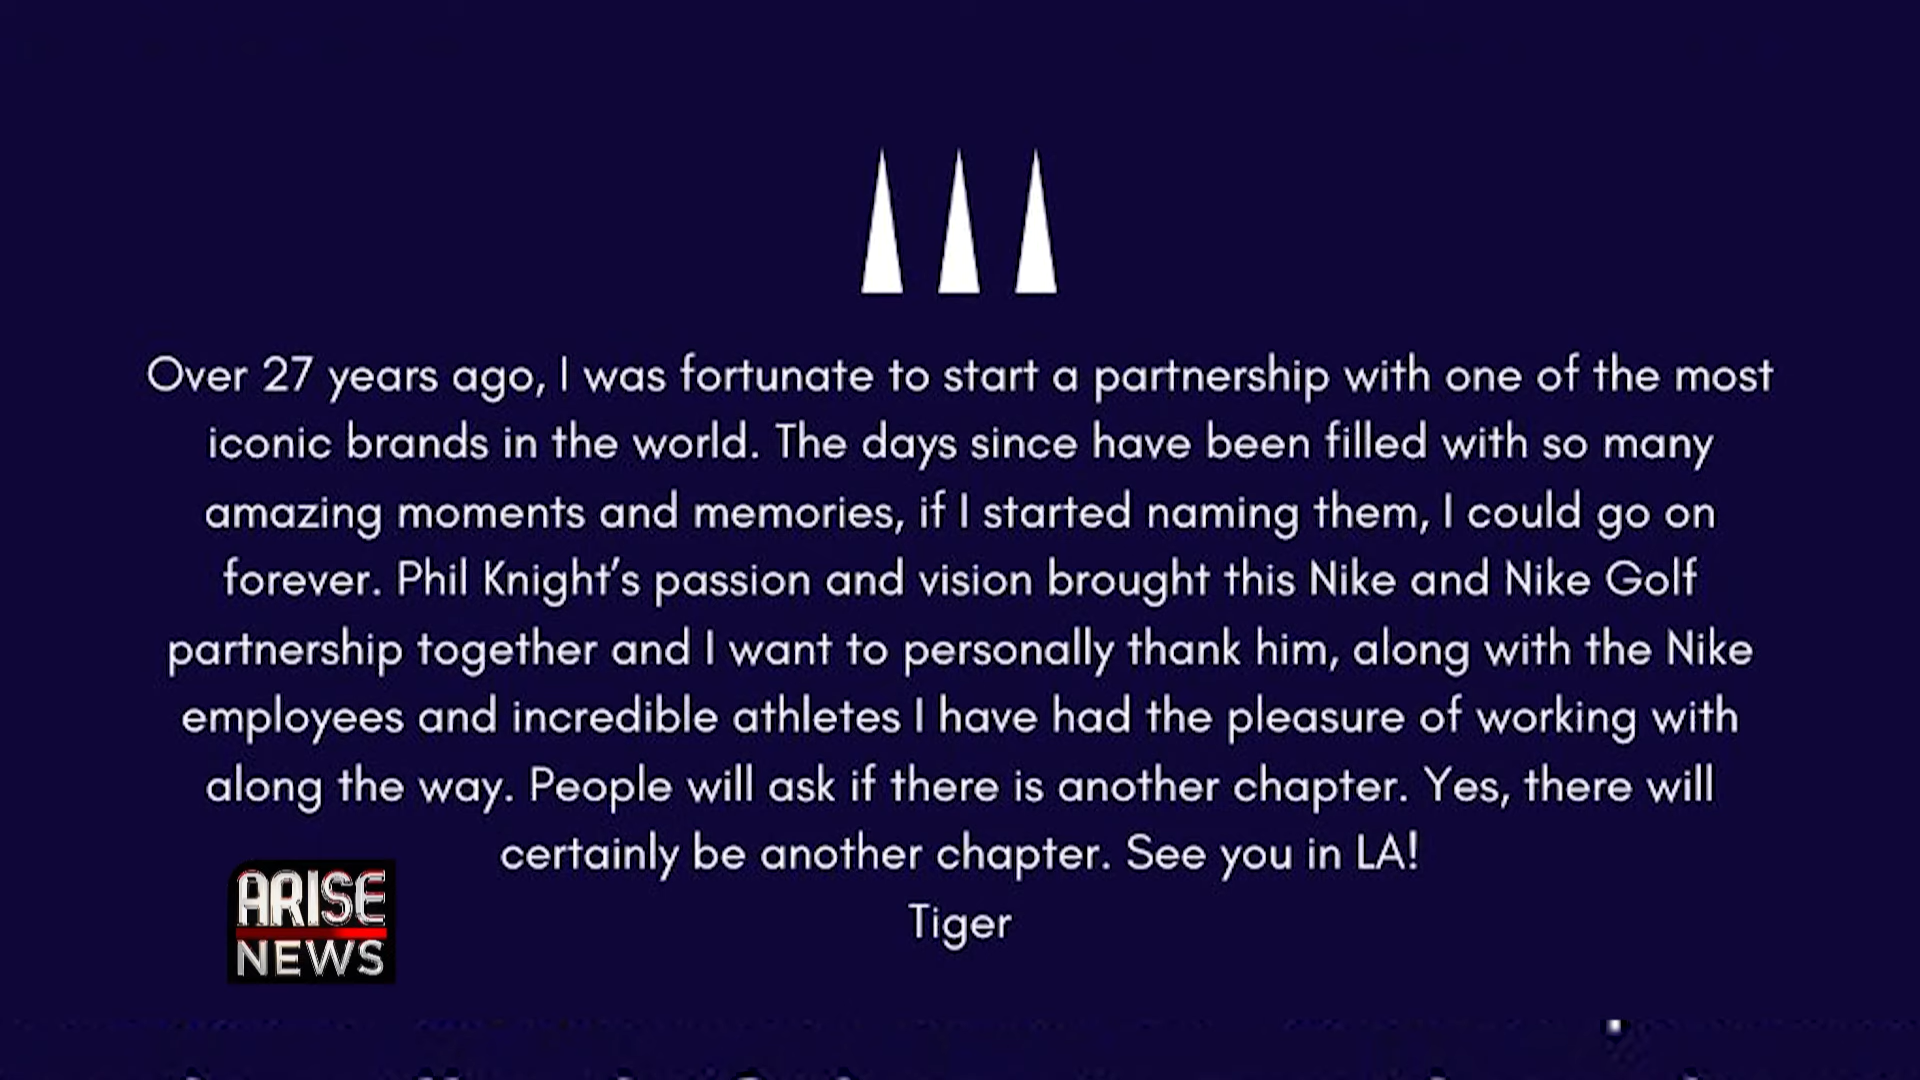 Over 27 years ago, I was fortunate to start a partnership with one of the most
iconic brands in the world. The days since have been filled with so many
amazing moments and memories, if I started naming them, I could go on
forever. Phil Knight’s passion and vision brought this Nike and Nike Golf
partnership together and I want to personally thank him, along with the Nike
employees and incredible athletes I have had the pleasure of working with
along the way. People will ask if there is another chapter. Yes, there will
certainly be another chapter. See you in LA!
Tiger
ARISE
NEWS